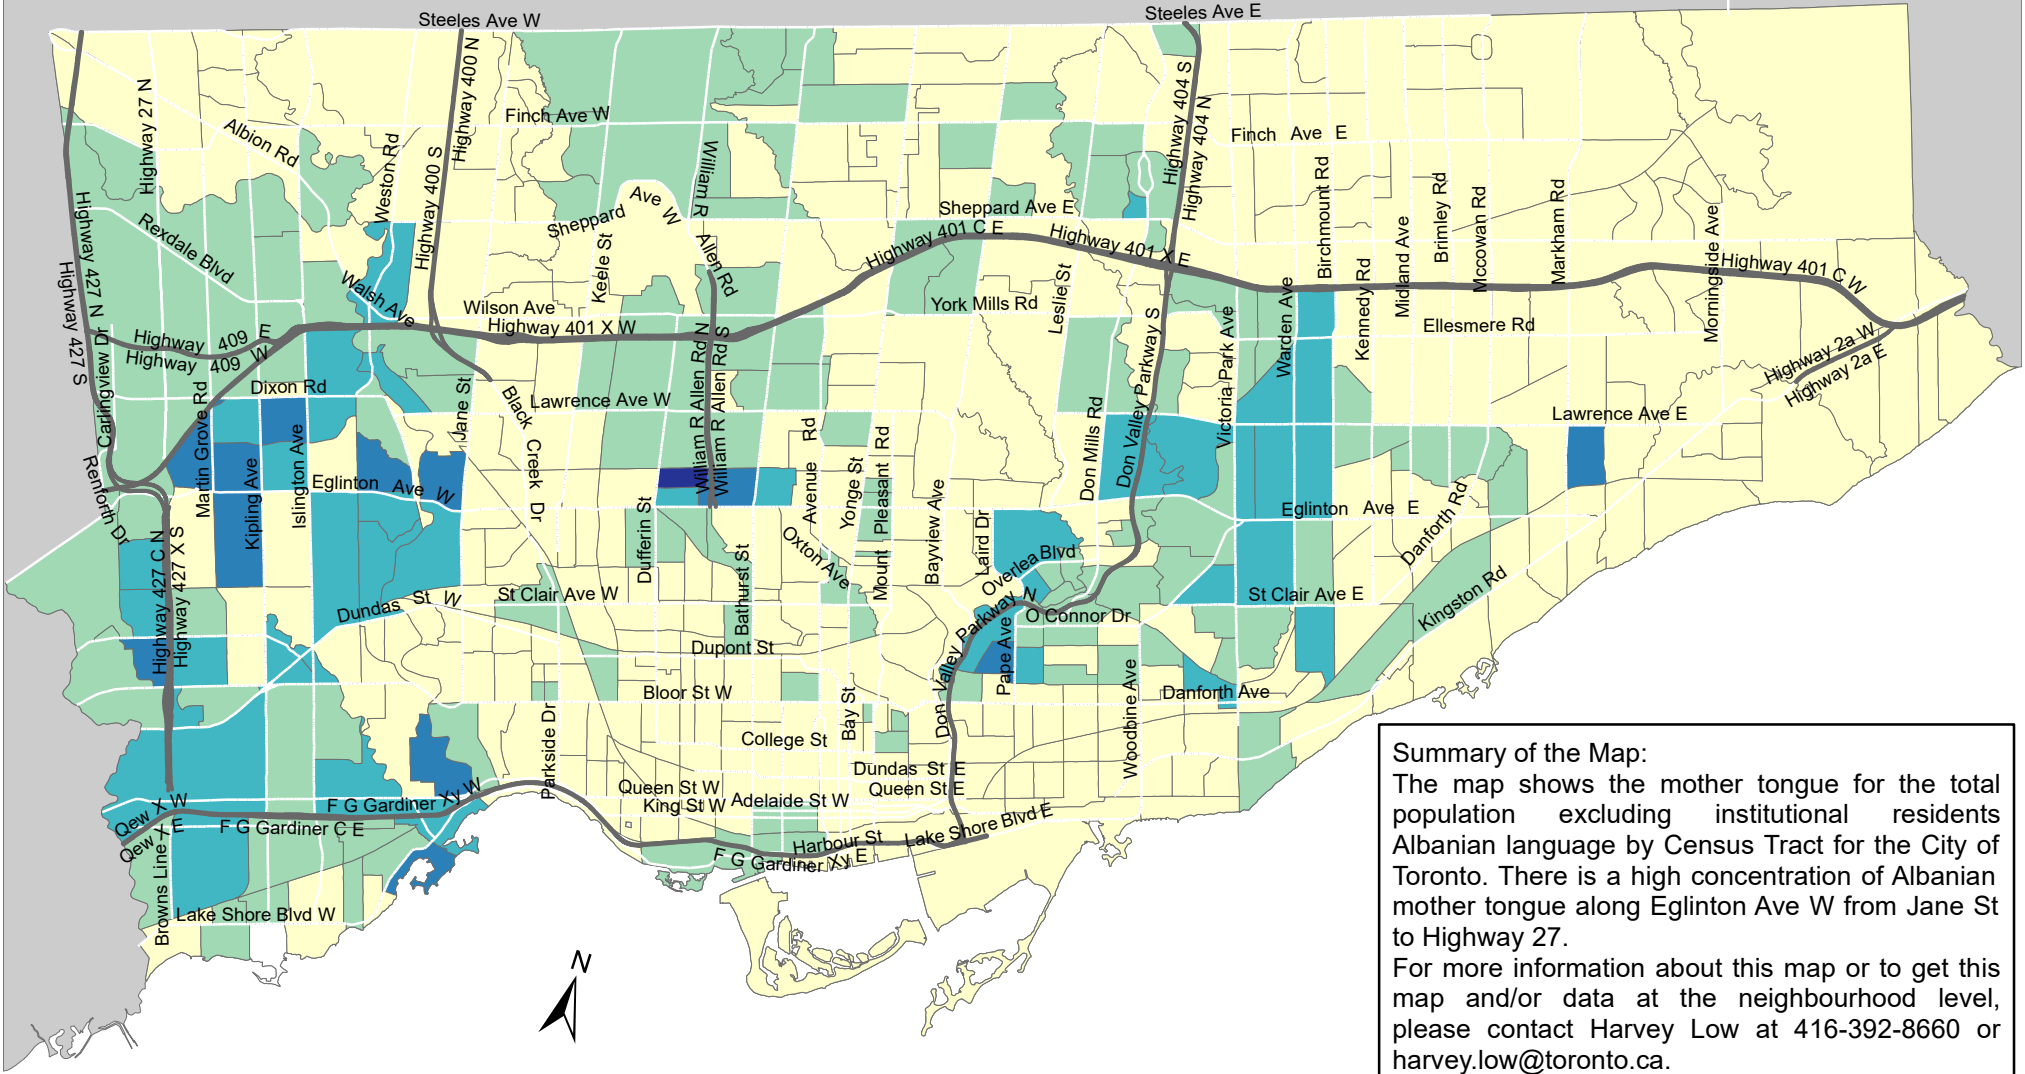 Steeles Ave W
Steeles Ave E
Highway 27 N
Albion Rd
Weston Rd
Highway 400 N
Highway 400 S
Finch Ave W
William R
Allen Rd
Sheppard Ave W
Keele St
Highway 404 S
Highway 404 N
Finch Ave E
Sheppard Ave E
Highway 401 C E
Highway 401 X E
Leslie St
York Mills Rd
Birchmount Rd
Warden Ave
Kennedy Rd
Midland Ave
Brimley Rd
Mccowan Rd
Markham Rd
Morningside Ave
Highway 401 C W
Ellesmere Rd
Highway 2a W
Highway 2a E
Highway 427 N
Highway 427 S
Rexdale Blvd
Walsh Ave
Wilson Ave
Highway 401 X W
Highway 409 E
Highway 409 W
Carlingview Dr
Dixon Rd
Martin Grove Rd
Kipling Ave
Islington Ave
Jane St
Black Creek Dr
Lawrence Ave W
William R Allen Rd N
William R Allen Rd S
Avenue Rd
Yonge St
Mount Pleasant Rd
Bayview Ave
Don Mills Rd
Don Valley Parkway S
Victoria Park Ave
Lawrence Ave E
Renforth Dr
Eglinton Ave W
Highway 427 C N
Highway 427 X S
Dufferin St
Bathurst St
Oxton Ave
Laird Dr
Overlea Blvd
Eglinton Ave E
Danforth Rd
Kingston Rd
Dundas St W
St Clair Ave W
Don Valley Parkway N
O Connor Dr
St Clair Ave E
Dupont St
Pape Ave
Woodbine Ave
Danforth Ave
Bloor St W
Bay St
Parkside Dr
College St
Dundas St E
Queen St E
Queen St W
King St W
Adelaide St W
Qew X W
Qew X E
F G Gardiner Xy W
F G Gardiner C E
Harbour St
Lake Shore Blvd E
F G Gardiner Xy E
Browns Line
Lake Shore Blvd W
N
Summary of the Map:
The map shows the mother tongue for the total
population excluding institutional residents
Albanian language by Census Tract for the City of
Toronto. There is a high concentration of Albanian
mother tongue along Eglinton Ave W from Jane St
to Highway 27.
For more information about this map or to get this
map and/or data at the neighbourhood level,
please contact Harvey Low at 416-392-8660 or
harvey.low@toronto.ca.